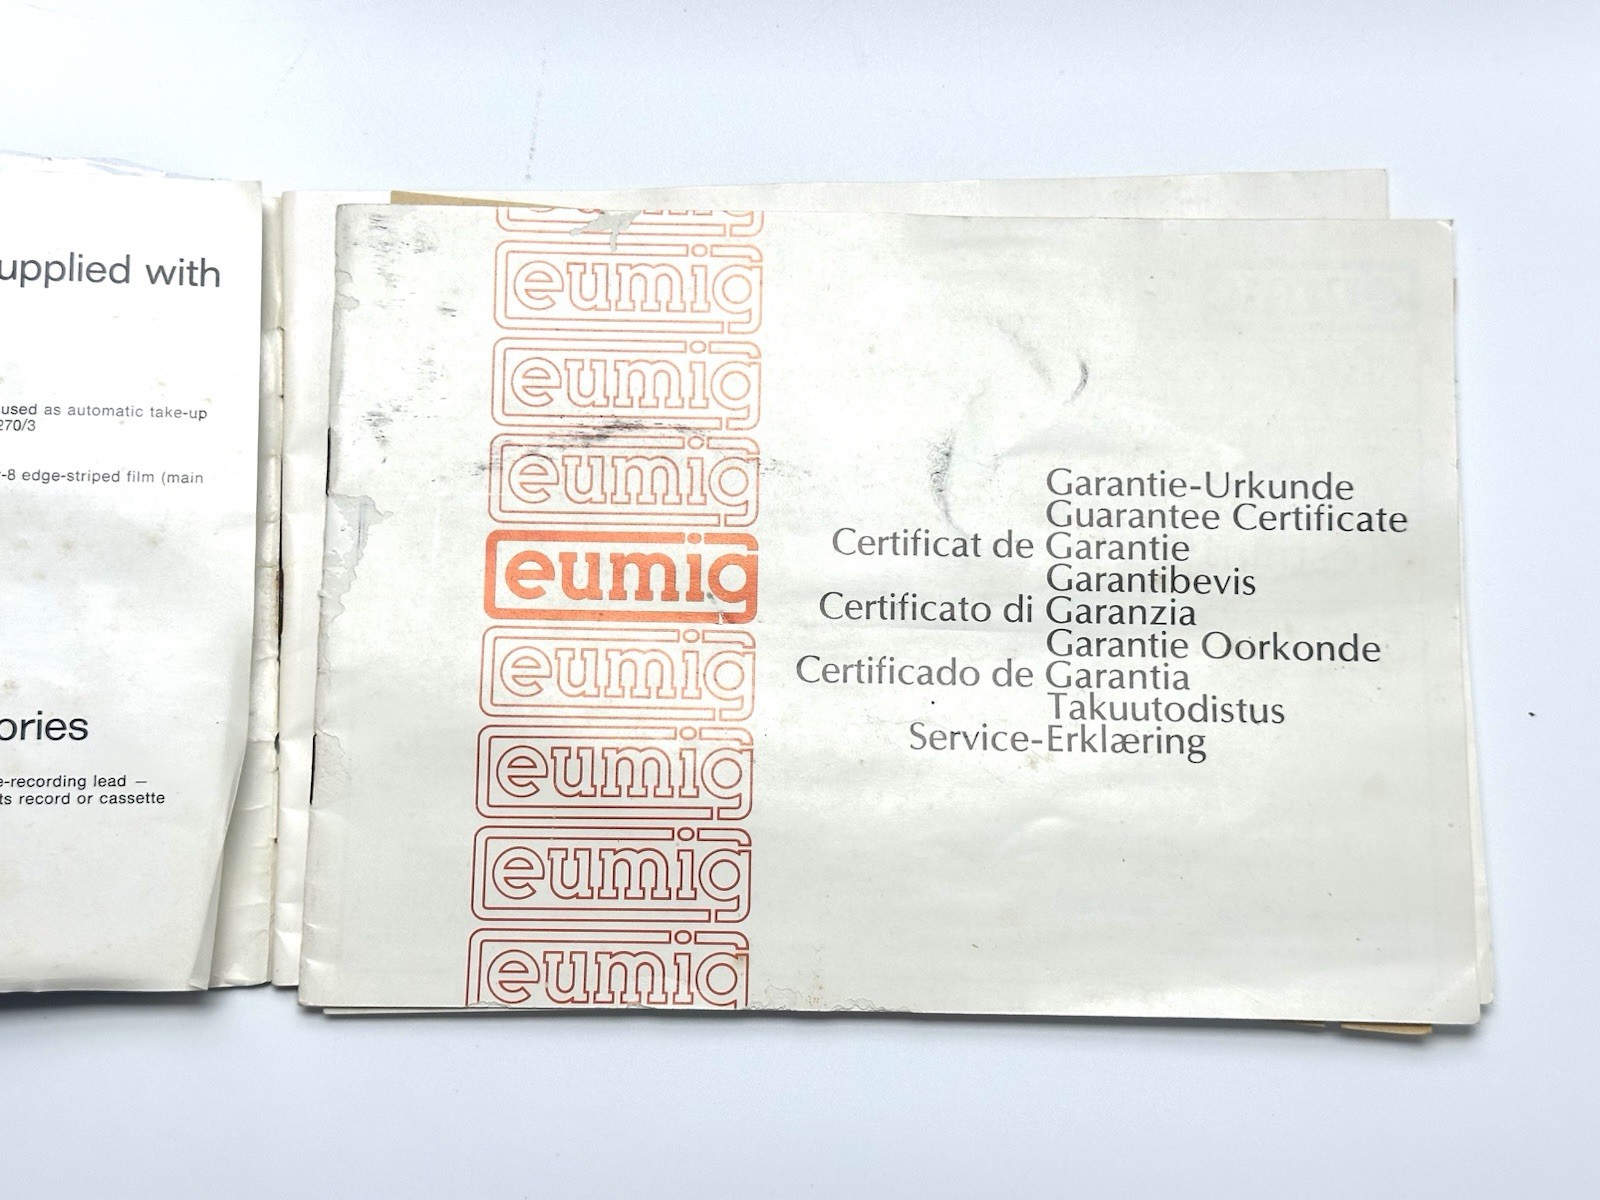 upplied with
used as automatic take-up
270/3
-8 edge-striped film (main
ories
e-recording lead —
ts record or cassette
eumig
eumig
eumig
eumig
eumig
eumig
eumig
eumig
eumig
Garantie-Urkunde
Guarantee Certificate
Certificat de Garantie
Garantibevis
Certificato di Garanzia
Garantie Oorkonde
Certificado de Garantia
Takuutodistus
Service-Erklæring